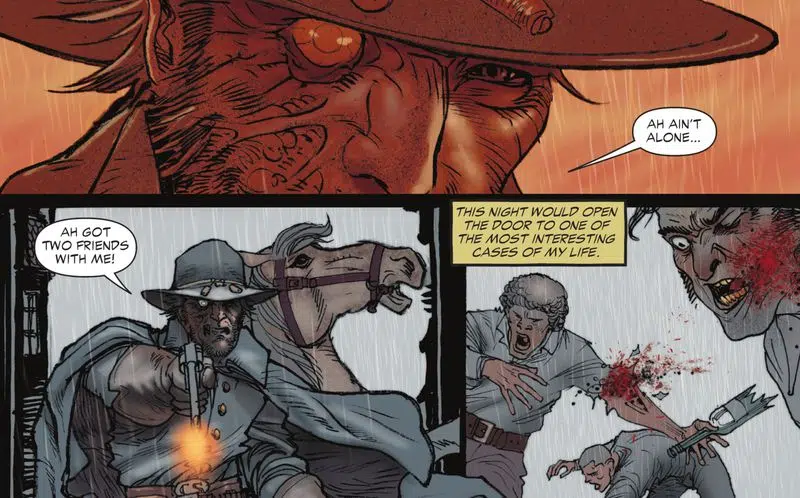 AH AIN'T
ALONE...
AH GOT
TWO FRIENDS
WITH ME!
THIS NIGHT WOULD OPEN
THE DOOR TO ONE OF
THE MOST INTERESTING
CASES OF MY LIFE.